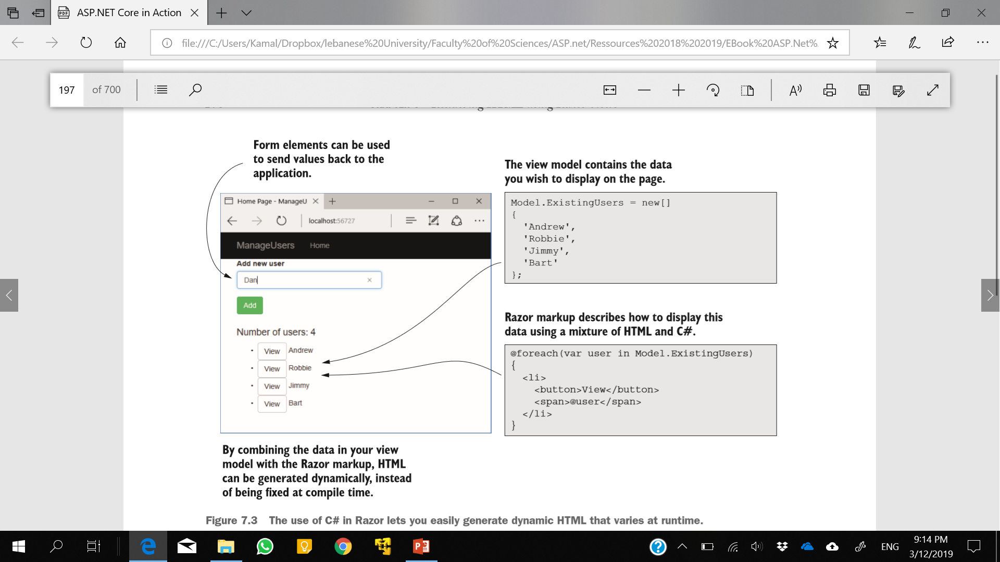 ASP.NET Core in Action
file:///C:/Users/Kamal/Dropbox/lebanese%20University/Faculty%20of%20Sciences/ASP.net/Ressources%202018%202019/EBook%20ASP.Net%.
197 of 700
Form elements can be used
to send values back to the
application.
Home Page - ManageU
localhost:56727
ManageUsers Home
Add new user
Dan
Add
Number of users: 4
• View Andrew
• View Robbie
• View Jimmy
• View Bart
The view model contains the data
you wish to display on the page.
Model.ExistingUsers = new[]
{
'Andrew',
'Robbie',
'Jimmy',
'Bart'
};
Razor markup describes how to display this
data using a mixture of HTML and C#.
@foreach(var user in Model.ExistingUsers)
{
<li>
<button>View</button>
<span>@user</span>
</li>
}
By combining the data in your view
model with the Razor markup, HTML
can be generated dynamically, instead
of being fixed at compile time.
Figure 7.3 The use of C# in Razor lets you easily generate dynamic HTML that varies at runtime.
ENG
9:14 PM
3/12/2019